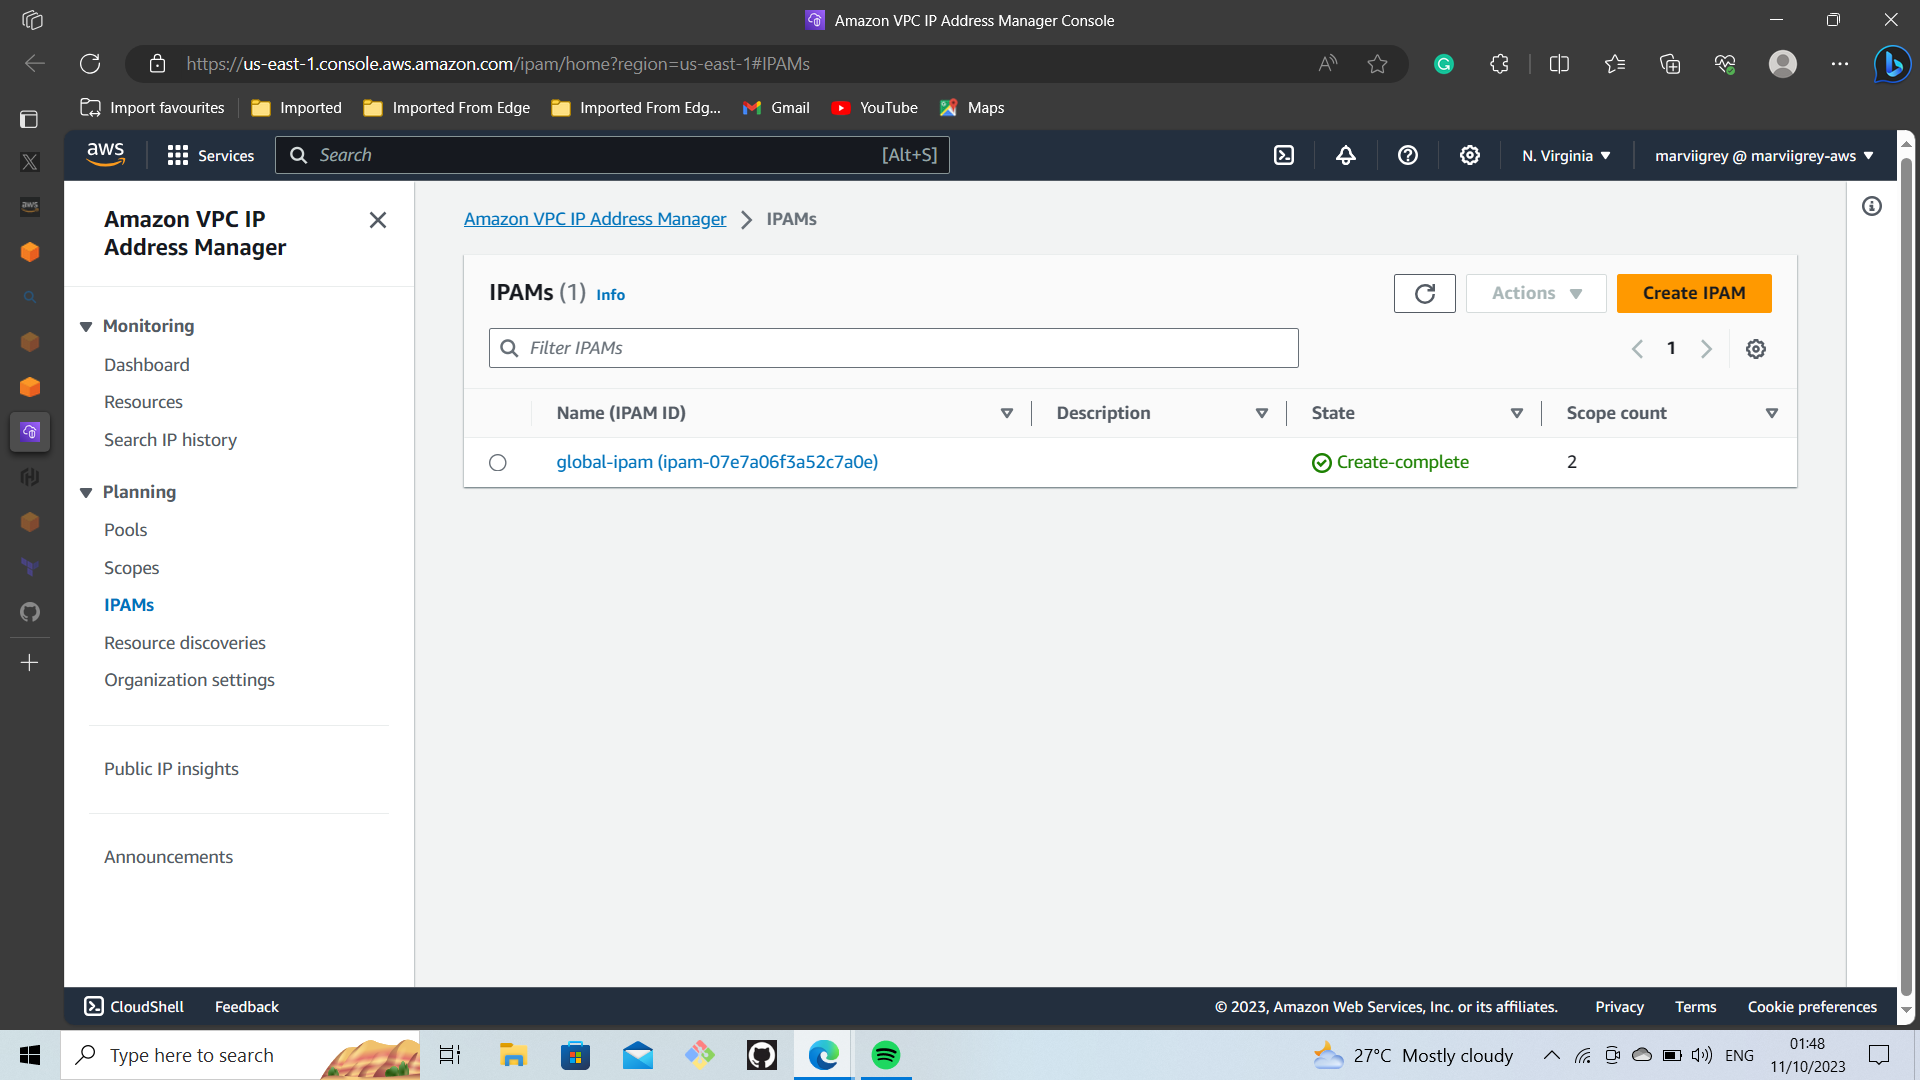 Amazon VPC IP Address Manager Console
https://us-east-1.console.aws.amazon.com/ipam/home?region=us-east-1#IPAMs
Import favourites
Imported
Imported From Edge
Imported From Edg...
Gmail
YouTube
Maps
aws
Services
Search
[Alt+S]
N. Virginia
marviigrey @ marviigrey-aws
Amazon VPC IP
Address Manager
Monitoring
Dashboard
Resources
Search IP history
Planning
Pools
Scopes
IPAMs
Resource discoveries
Organization settings
Public IP insights
Announcements
Amazon VPC IP Address Manager
IPAMs
IPAMs (1) Info
Actions
Create IPAM
Filter IPAMs
1
Name (IPAM ID)
Description
State
Scope count
global-ipam (ipam-07e7a06f3a52c7a0e)
Create-complete
2
CloudShell
Feedback
© 2023, Amazon Web Services, Inc. or its affiliates.
Privacy
Terms
Cookie preferences
Type here to search
27°C Mostly cloudy
ENG
01:48
11/10/2023